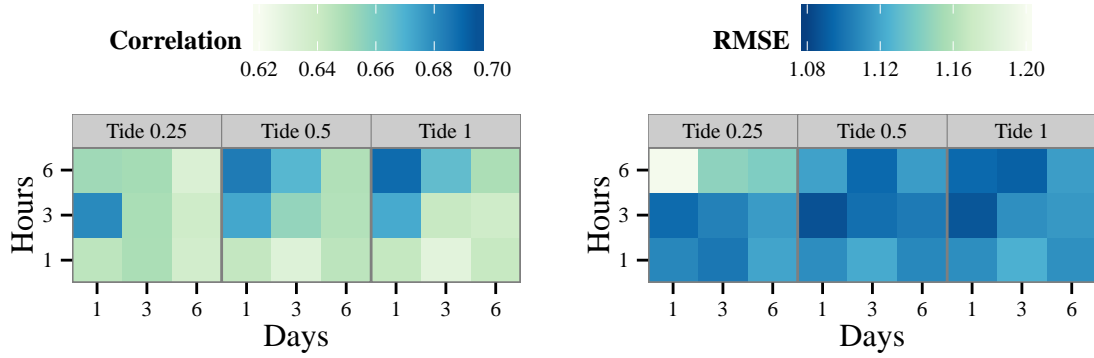 Correlation
0.62 0.64 0.66 0.68 0.70
Tide 0.25 Tide 0.5 Tide 1
Hours
6
3
1
1 3 6 1 3 6 1 3 6
Days
RMSE
1.08 1.12 1.16 1.20
Tide 0.25 Tide 0.5 Tide 1
Hours
6
3
1
1 3 6 1 3 6 1 3 6
Days